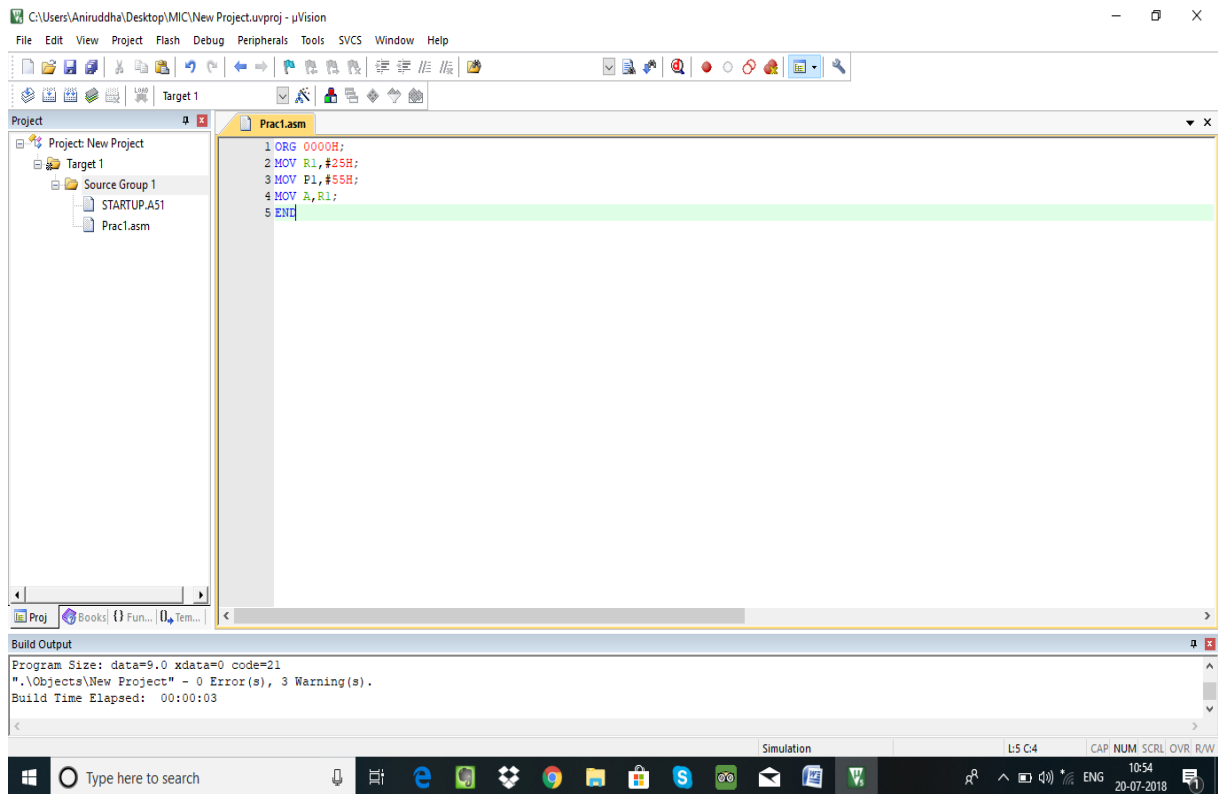 C:\Users\Aniruddha\Desktop\MIC\New Project.uvproj - µVision
File Edit View Project Flash Debug Peripherals Tools SVCS Window Help
LOAD Target 1
Project
Prac1.asm
Project: New Project
Target 1
Source Group 1
STARTUP.A51
Prac1.asm
1 ORG 0000H;
2 MOV R1,#25H;
3 MOV P1,#55H;
4 MOV A,R1;
5 END
Proj Books {} Fun... 0 Tem...
Build Output
Program Size: data=9.0 xdata=0 code=21
".\Objects\New Project" - 0 Error(s), 3 Warning(s).
Build Time Elapsed: 00:00:03
Simulation L:5 C:4 CAP NUM SCRL OVR R/W
Type here to search
ENG
10:54
20-07-2018